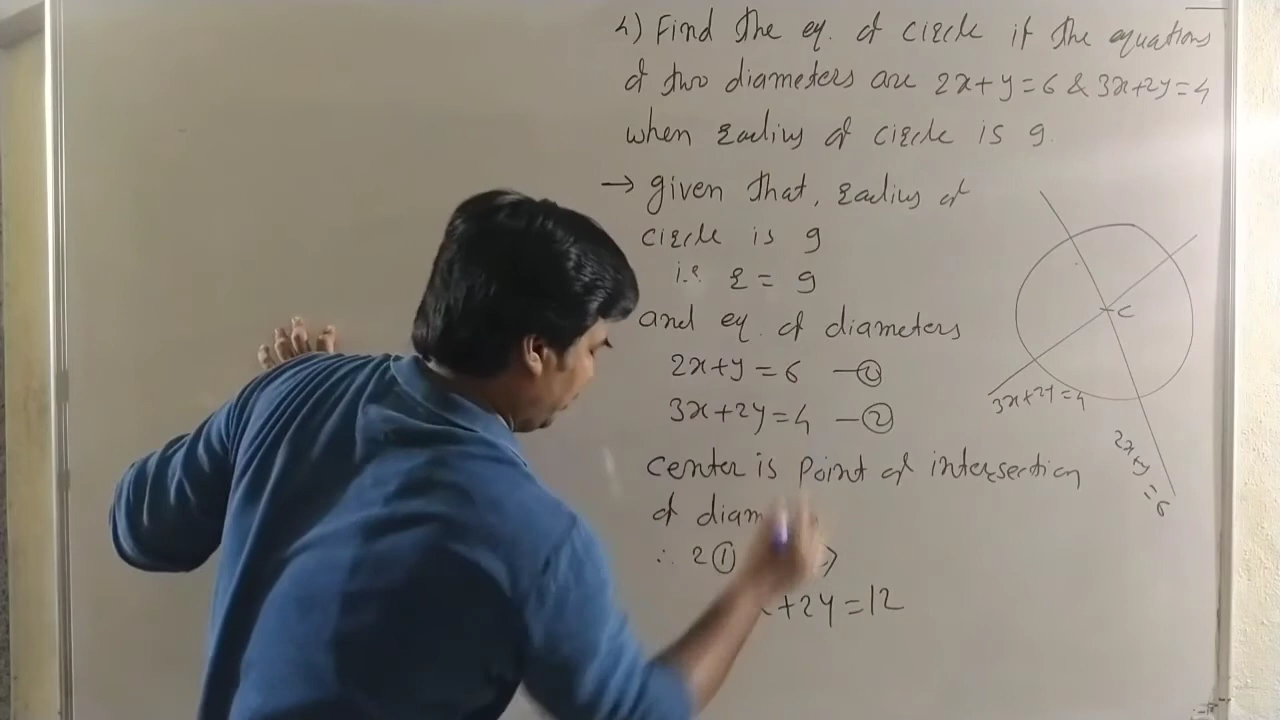 4) Find the eq. of circle if the equations
of two diameters are 2x+y=6 & 3x+2y=4
when radius of circle is 9.
→ given that, radius of
circle is 9
i.e r = 9
and eq. of diameters
2x+y=6 —①
3x+2y=4 —②
center is point of intersection
of diam
∴ 2①
+2y=12
C
3x+2y=4
2x+y=6